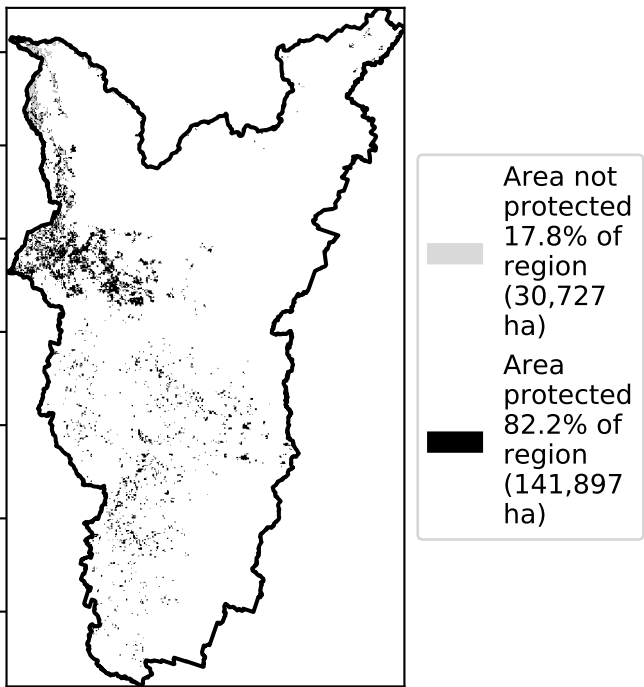 Area not
protected
17.8% of
region
(30,727
ha)
Area
protected
82.2% of
region
(141,897
ha)